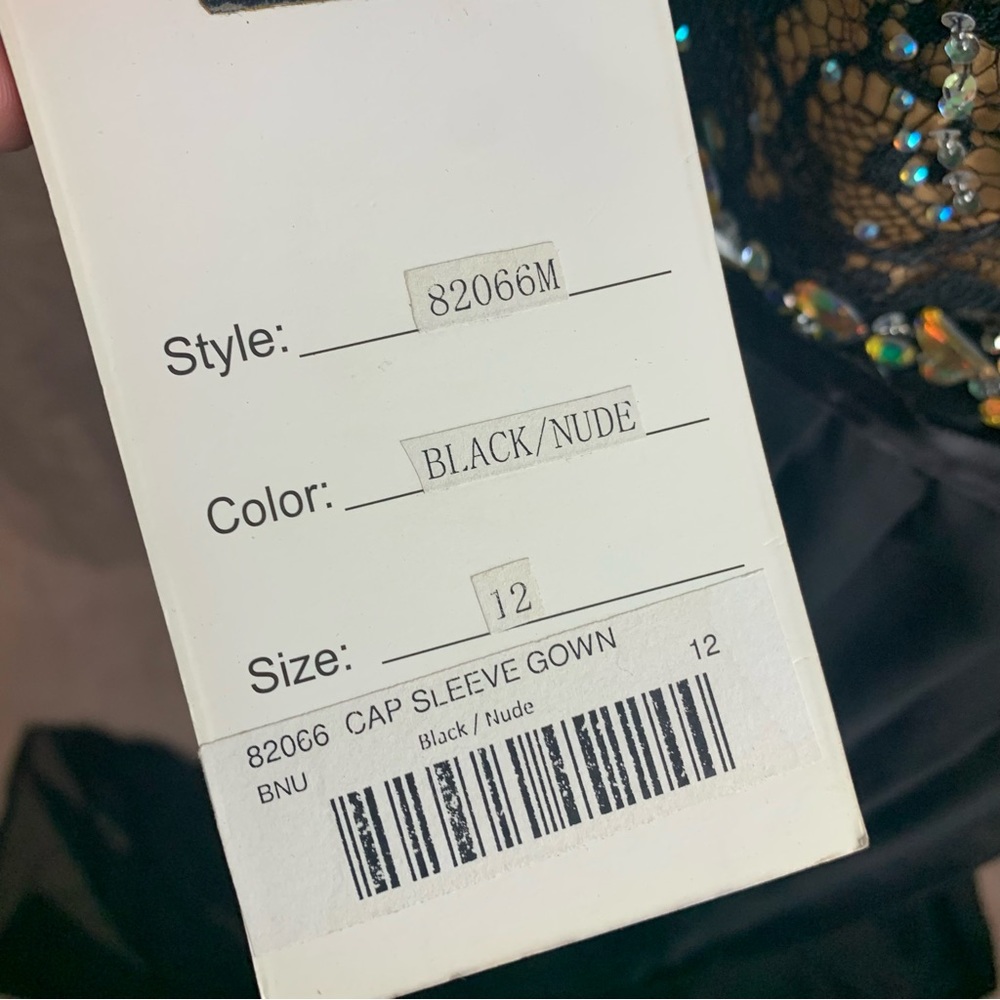 Style: 82066M
Color: BLACK/NUDE
Size: 12
82066 CAP SLEEVE GOWN 12
BNU Black / Nude